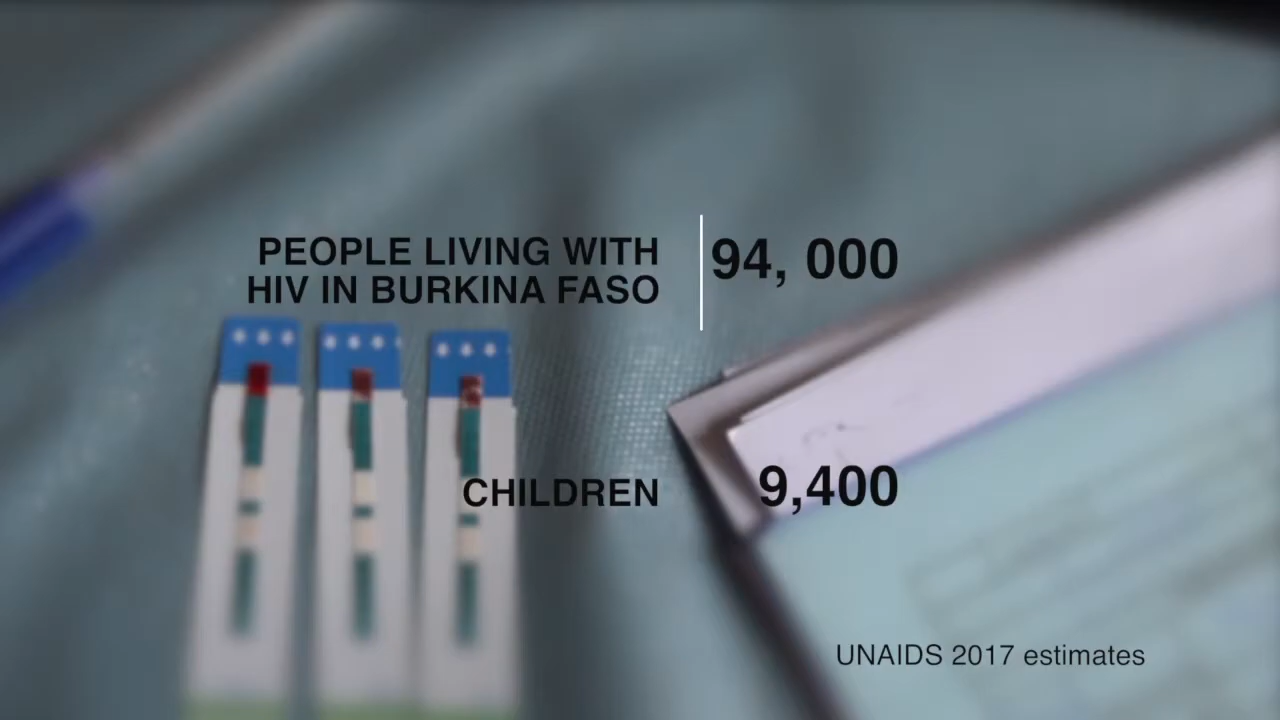 PEOPLE LIVING WITH
HIV IN BURKINA FASO
94, 000
CHILDREN
9,400
UNAIDS 2017 estimates